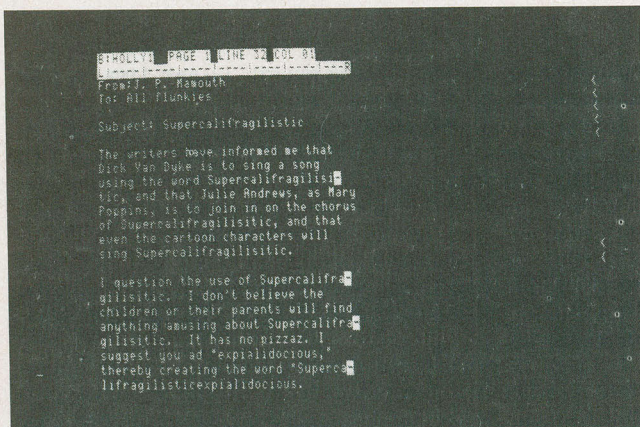 B:HOLLY1 PAGE 1 LINE 32 COL 01
L----!----!----!----!----!----!--------R
From:J. P. Mamouth
To: All flunkies
Subject: Supercalifragilistic
The writers have informed me that
Dick Van Dyke is to sing a song
using the word Supercalifragilisi-
tic, and that Julie Andrews, as Mary
Poppins, is to join in on the chorus
of Supercalifragilisitic, and that
even the cartoon characters will
sing Supercalifragilisitic.
I question the use of Supercalifra-
gilisitic. I don't believe the
children or their parents will find
anything amusing about Supercalifra-
gilisitic. It has no pizzaz. I
suggest you ad "expialidocious,"
thereby creating the word "Superca-
lifragilisticexpialidocious.